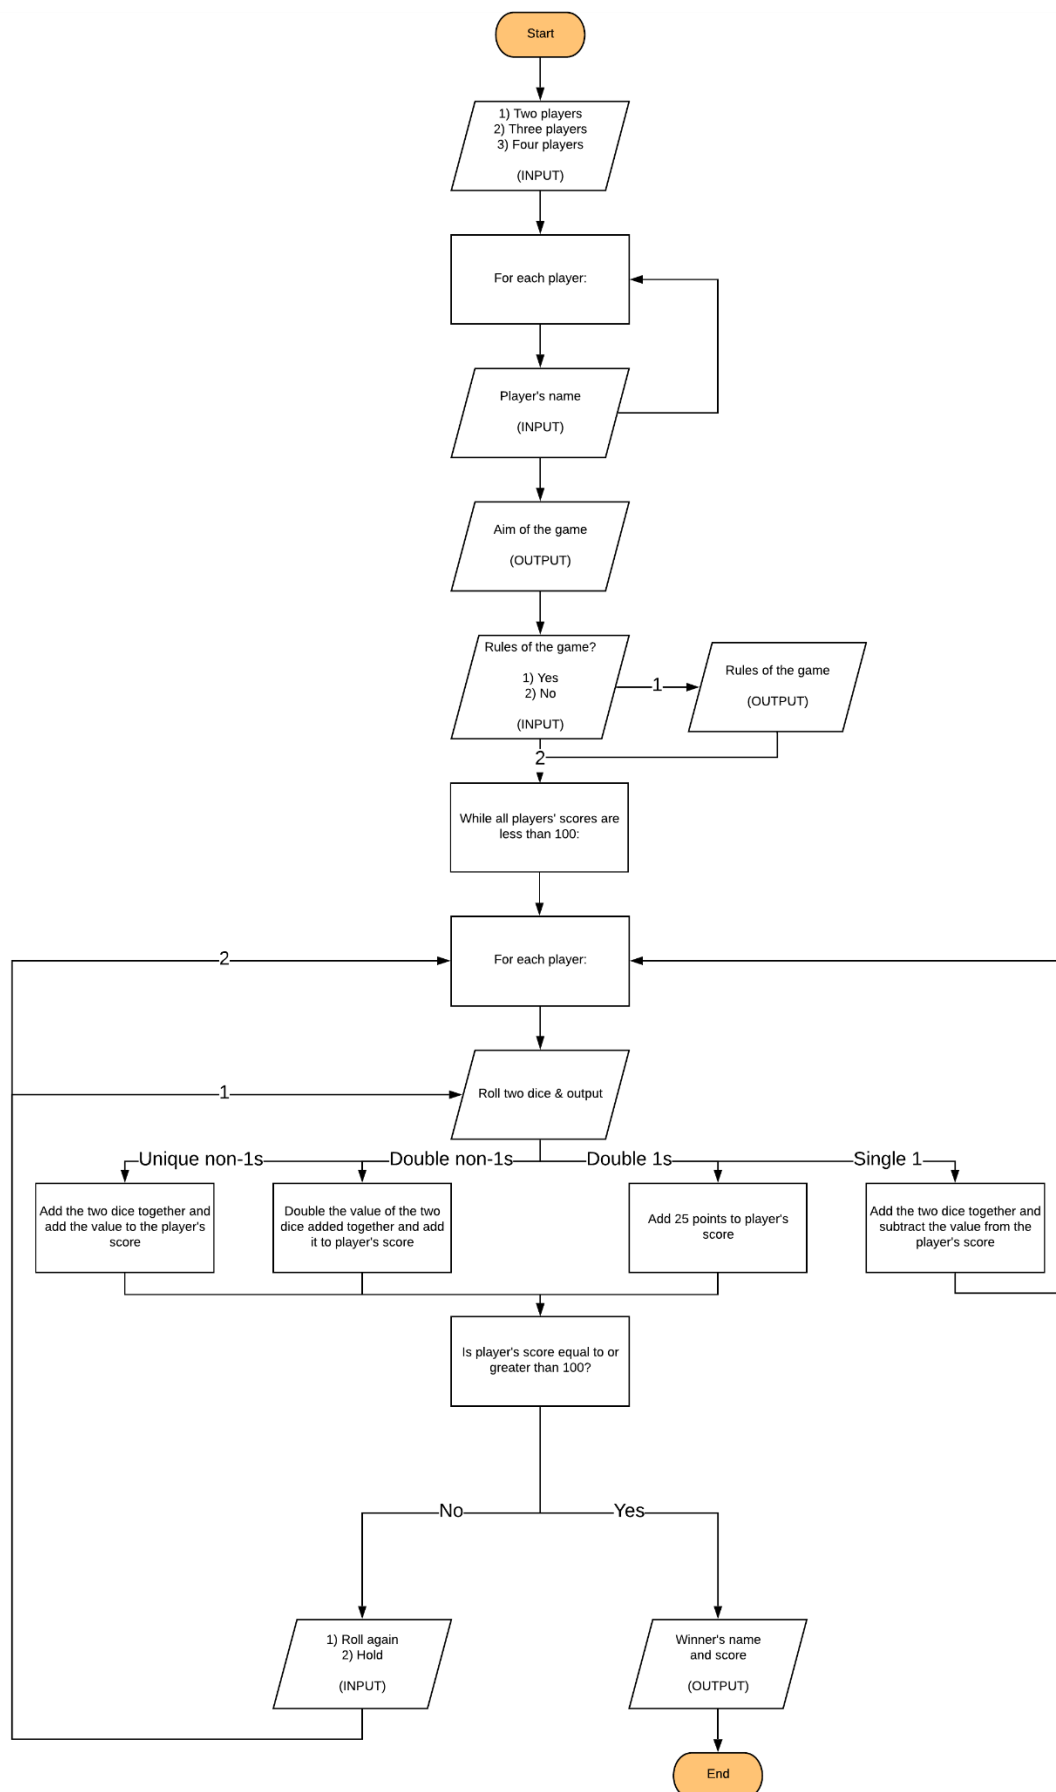 Start
1) Two players
2) Three players
3) Four players
(INPUT)
For each player:
Player's name
(INPUT)
Aim of the game
(OUTPUT)
Rules of the game?
1) Yes
2) No
(INPUT)
1
Rules of the game
(OUTPUT)
2
While all players' scores are
less than 100:
2
For each player:
1
Roll two dice & output
Unique non-1s
Double non-1s
Double 1s
Single 1
Add the two dice together and
add the value to the player's
score
Double the value of the two
dice added together and add
it to player's score
Add 25 points to player's
score
Add the two dice together and
subtract the value from the
player's score
Is player's score equal to or
greater than 100?
No
Yes
1) Roll again
2) Hold
(INPUT)
Winner's name
and score
(OUTPUT)
End